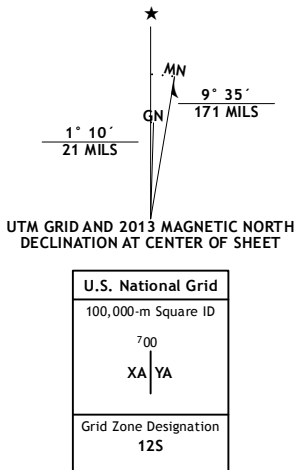 ★
MN
GN
9° 35´
171 MILS
1° 10´
21 MILS
UTM GRID AND 2013 MAGNETIC NORTH
DECLINATION AT CENTER OF SHEET
U.S. National Grid
100,000-m Square ID
⁷00
XA YA
Grid Zone Designation
12S